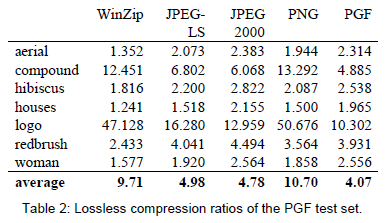 WinZip JPEG-LS JPEG 2000 PNG PGF
aerial 1.352 2.073 2.383 1.944 2.314
compound 12.451 6.802 6.068 13.292 4.885
hibiscus 1.816 2.200 2.822 2.087 2.538
houses 1.241 1.518 2.155 1.500 1.965
logo 47.128 16.280 12.959 50.676 10.302
redbrush 2.433 4.041 4.494 3.564 3.931
woman 1.577 1.920 2.564 1.858 2.556
average 9.71 4.98 4.78 10.70 4.07
Table 2: Lossless compression ratios of the PGF test set.